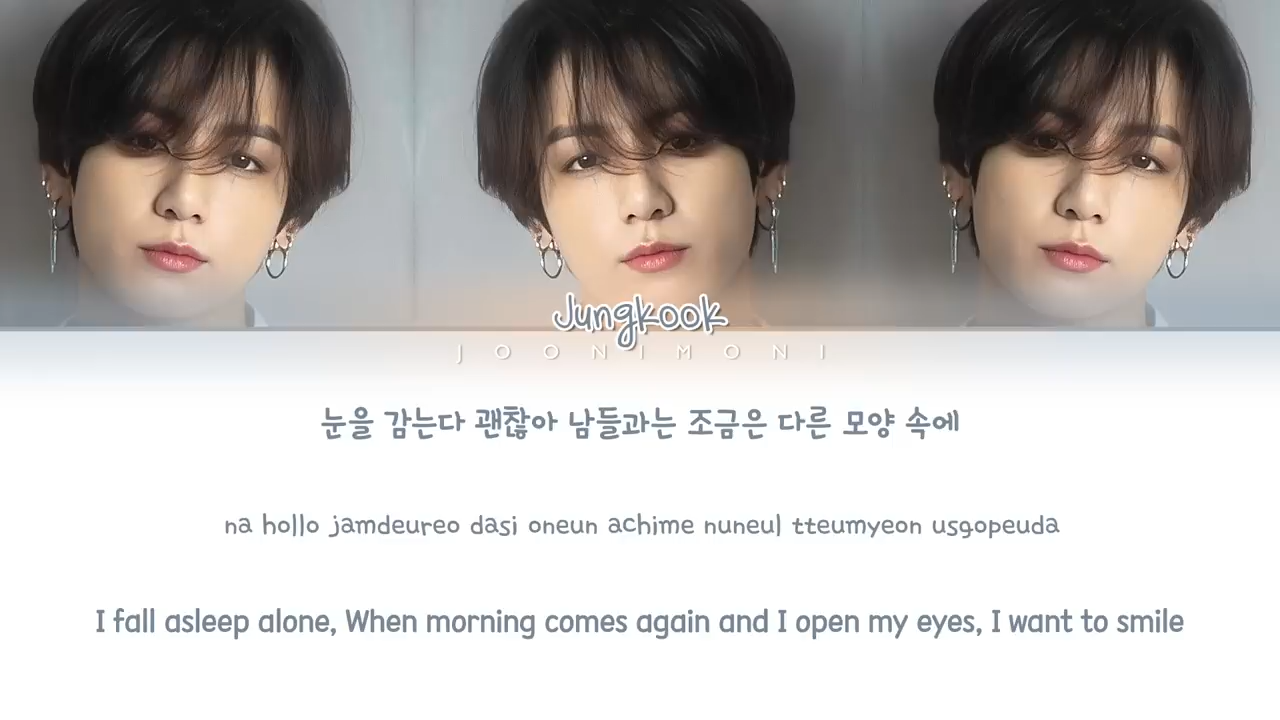 Jungkook
JOONIMONI
눈을 감는다 괜찮아 남들과는 조금은 다른 모양 속에
na hollo jamdeureo dasi oneun achime nuneul tteumyeon usgopeuda
I fall asleep alone, When morning comes again and I open my eyes, I want to smile